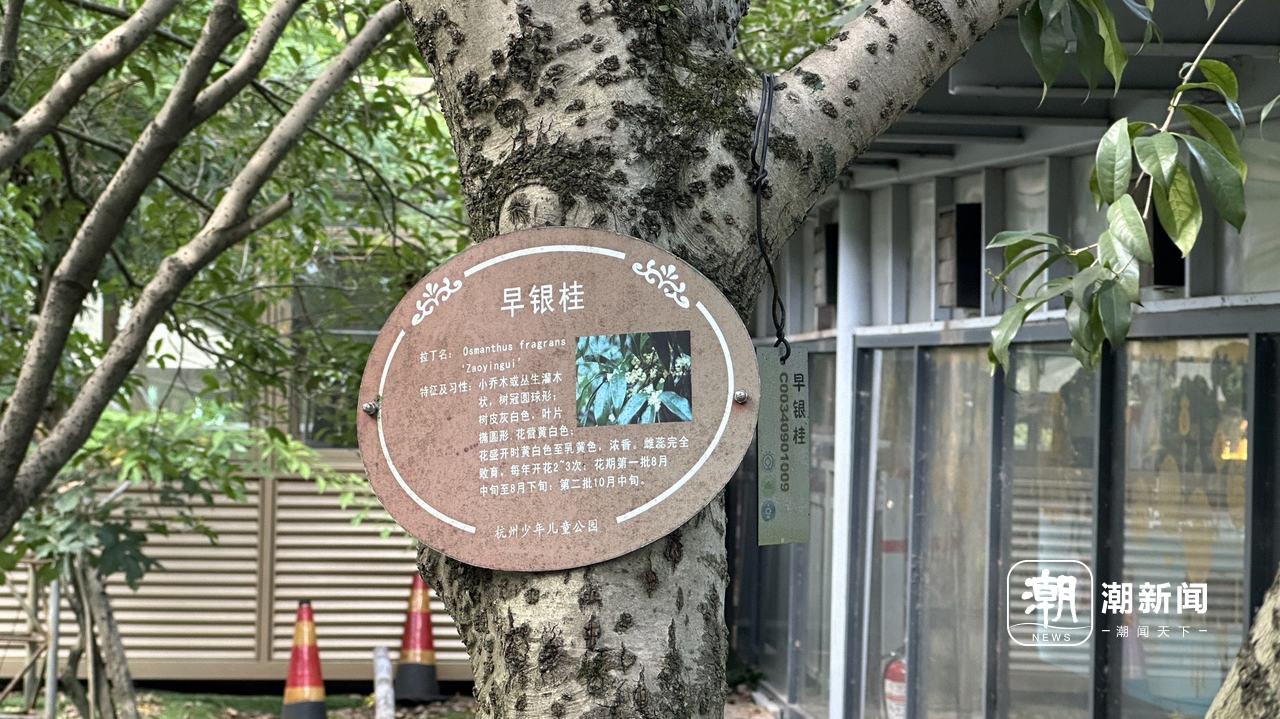 早银桂
拉丁名： Osmanthus fragrans
'Zaoyingui'
特征及习性：小乔木或丛生灌木
状，树冠圆球形；
树皮灰白色，叶片
椭圆形，花蕾黄白色；
花盛开时黄白色至乳黄色，浓香，雌蕊完全
败育，每年开花2~3次；花期第一批8月
中旬至8月下旬；第二批10月中旬。
杭州少年儿童公园
早银桂
C00340901009
潮
NEWS
潮新闻
潮闻天下